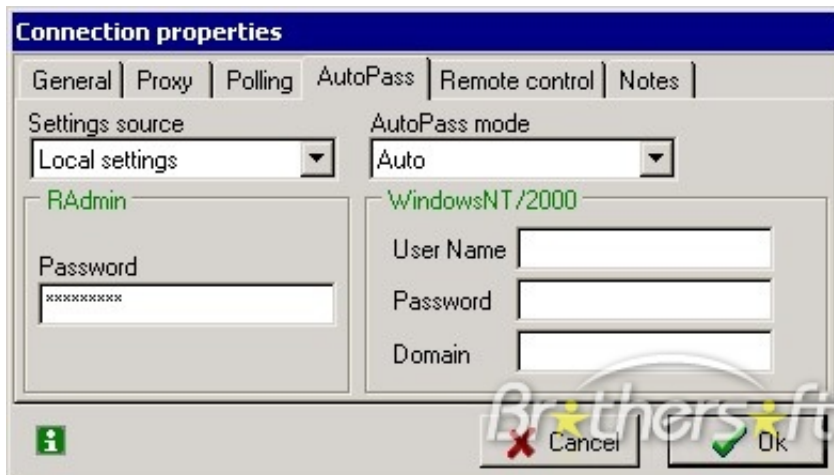 Connection properties
General Proxy Polling AutoPass Remote control Notes
Settings source AutoPass mode
Local settings Auto
RAdmin WindowsNT/2000
User Name
Password
xxxxxxxxx
Password
Domain
Brothersoft
Cancel Ok